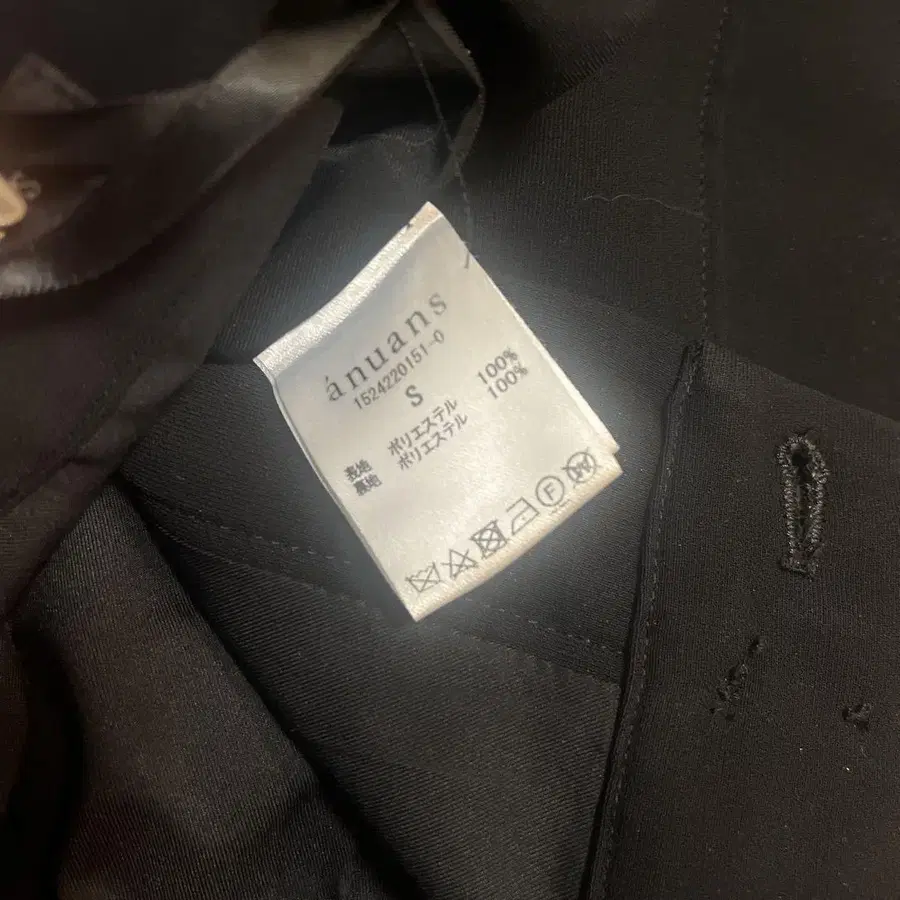 ánuans
1524220151-0
S
表地 ポリエステル 100%
裏地 ポリエステル 100%
F